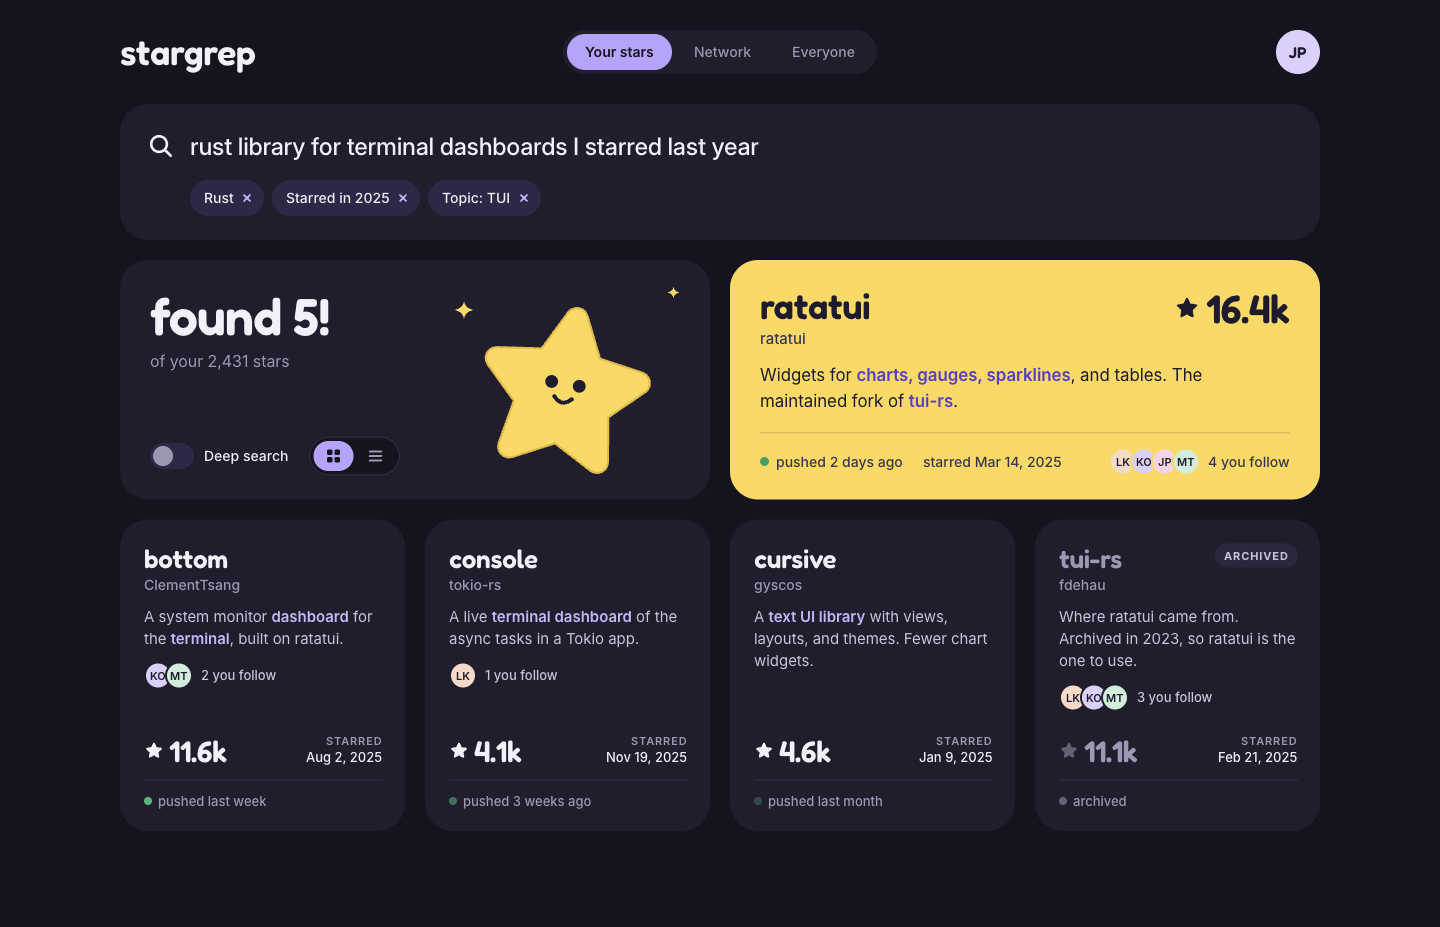 stargrep
Your stars
Network
Everyone
JP
rust library for terminal dashboards I starred last year
Rust ×
Starred in 2025 ×
Topic: TUI ×
found 5!
of your 2,431 stars
Deep search
ratatui
16.4k
ratatui
Widgets for charts, gauges, sparklines, and tables. The
maintained fork of tui-rs.
pushed 2 days ago
starred Mar 14, 2025
LK KO JP MT
4 you follow
bottom
ClementTsang
A system monitor dashboard for
the terminal, built on ratatui.
KO MT
2 you follow
11.6k
STARRED
Aug 2, 2025
pushed last week
console
tokio-rs
A live terminal dashboard of the
async tasks in a Tokio app.
LK
1 you follow
4.1k
STARRED
Nov 19, 2025
pushed 3 weeks ago
cursive
gyscos
A text UI library with views,
layouts, and themes. Fewer chart
widgets.
4.6k
STARRED
Jan 9, 2025
pushed last month
tui-rs
ARCHIVED
fdehau
Where ratatui came from.
Archived in 2023, so ratatui is the
one to use.
LK KO MT
3 you follow
11.1k
STARRED
Feb 21, 2025
archived